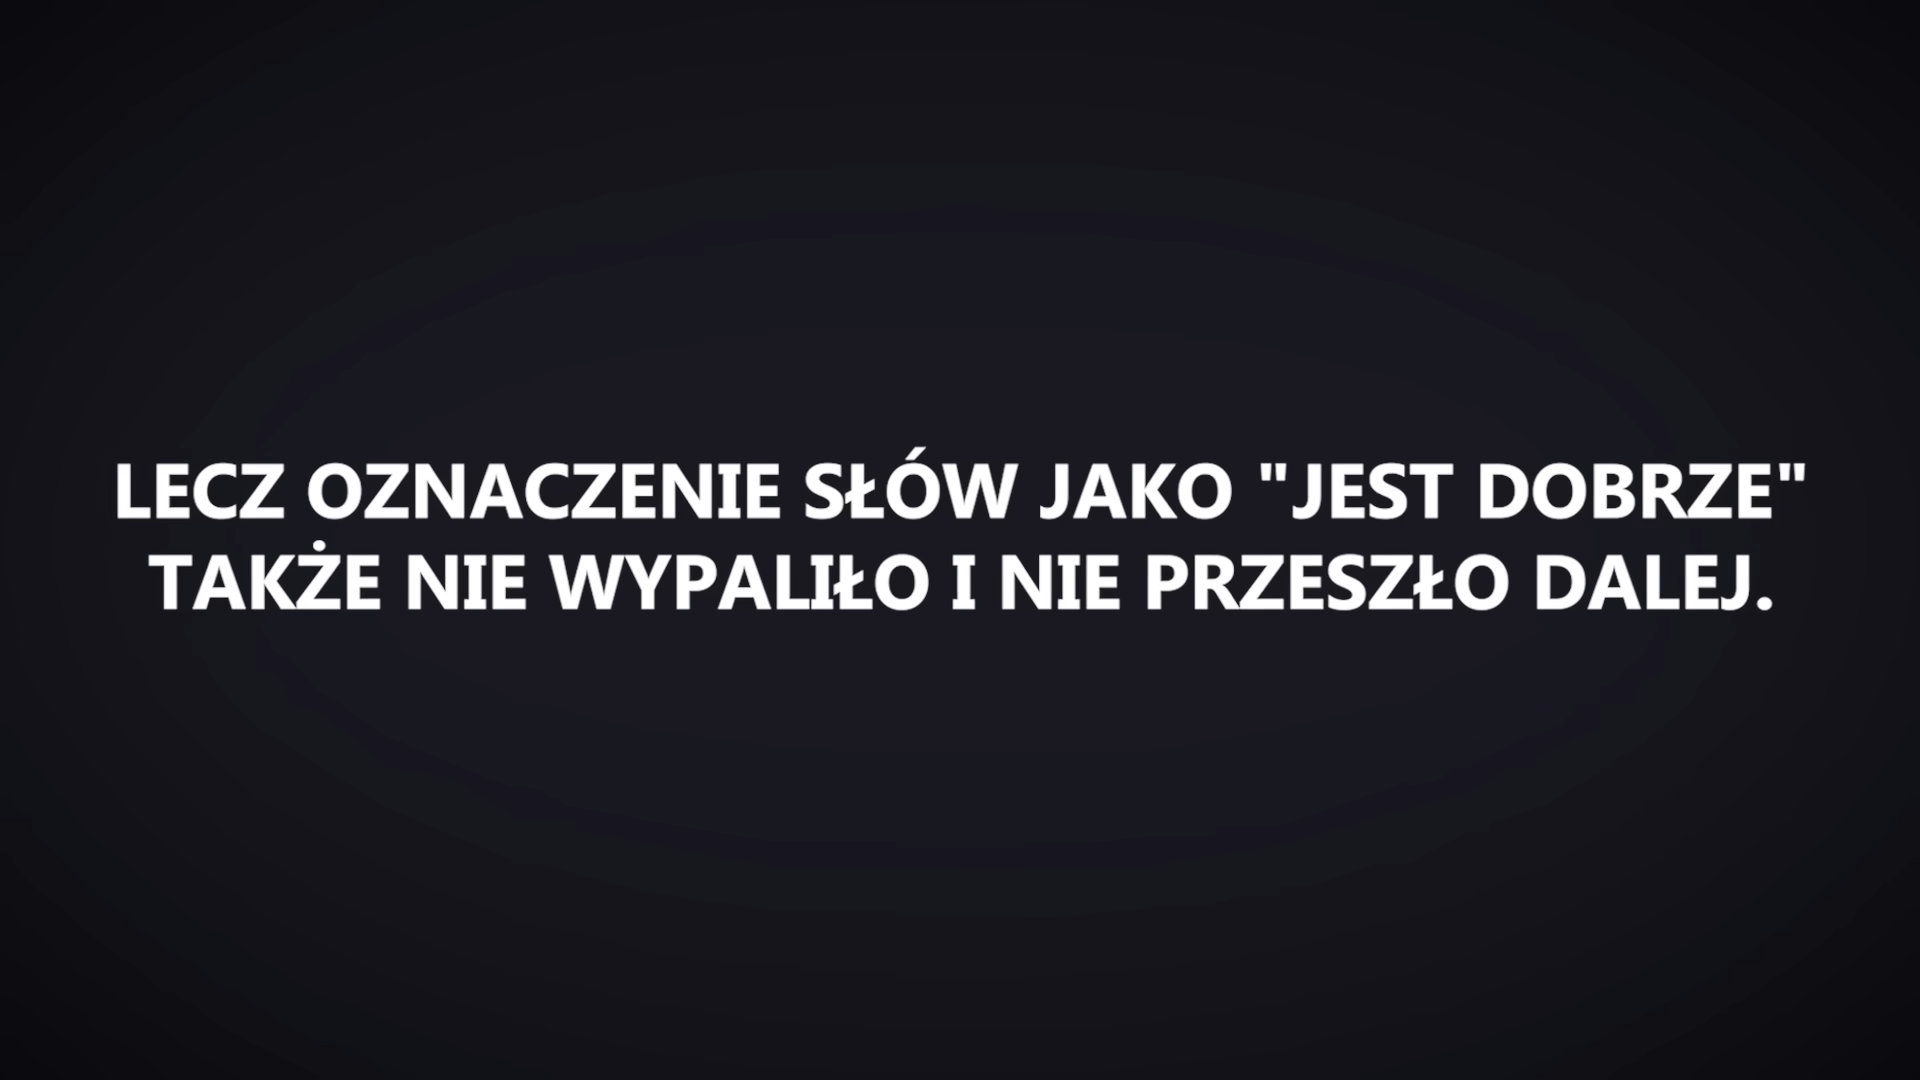 LECZ OZNACZENIE SŁÓW JAKO "JEST DOBRZE"
TAKŻE NIE WYPALIŁO I NIE PRZESZŁO DALEJ.